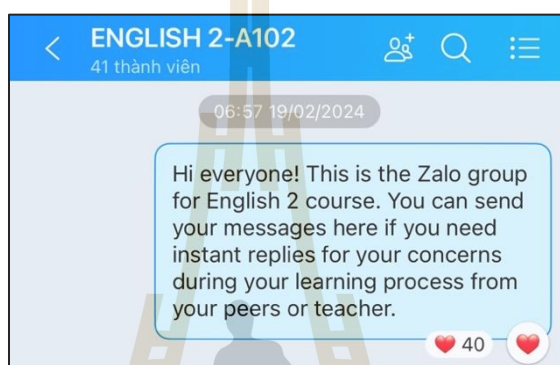 ENGLISH 2-A102
41 thành viên
06:57 19/02/2024
Hi everyone! This is the Zalo group
for English 2 course. You can send
your messages here if you need
instant replies for your concerns
during your learning process from
your peers or teacher.
40